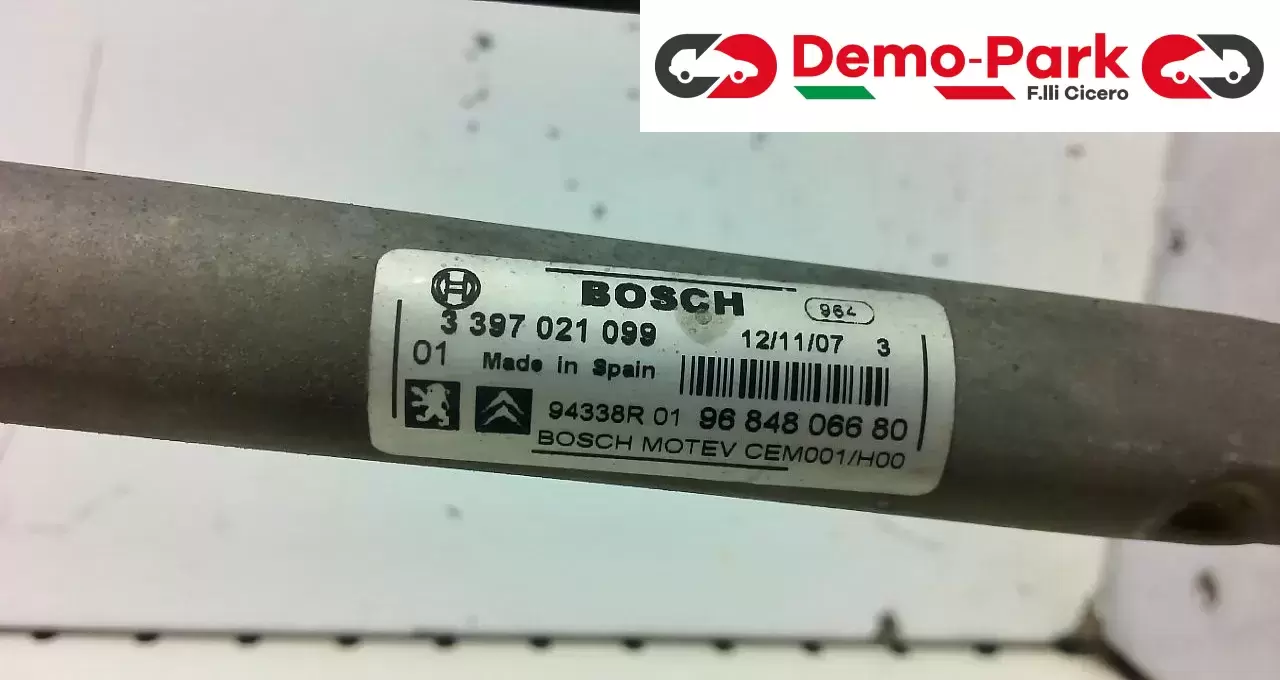 Demo-Park
F.lli Cicero
BOSCH 964
3 397 021 099 12/11/07 3
01 Made in Spain
94338R 01 96 848 066 80
BOSCH MOTEV CEM001/H00